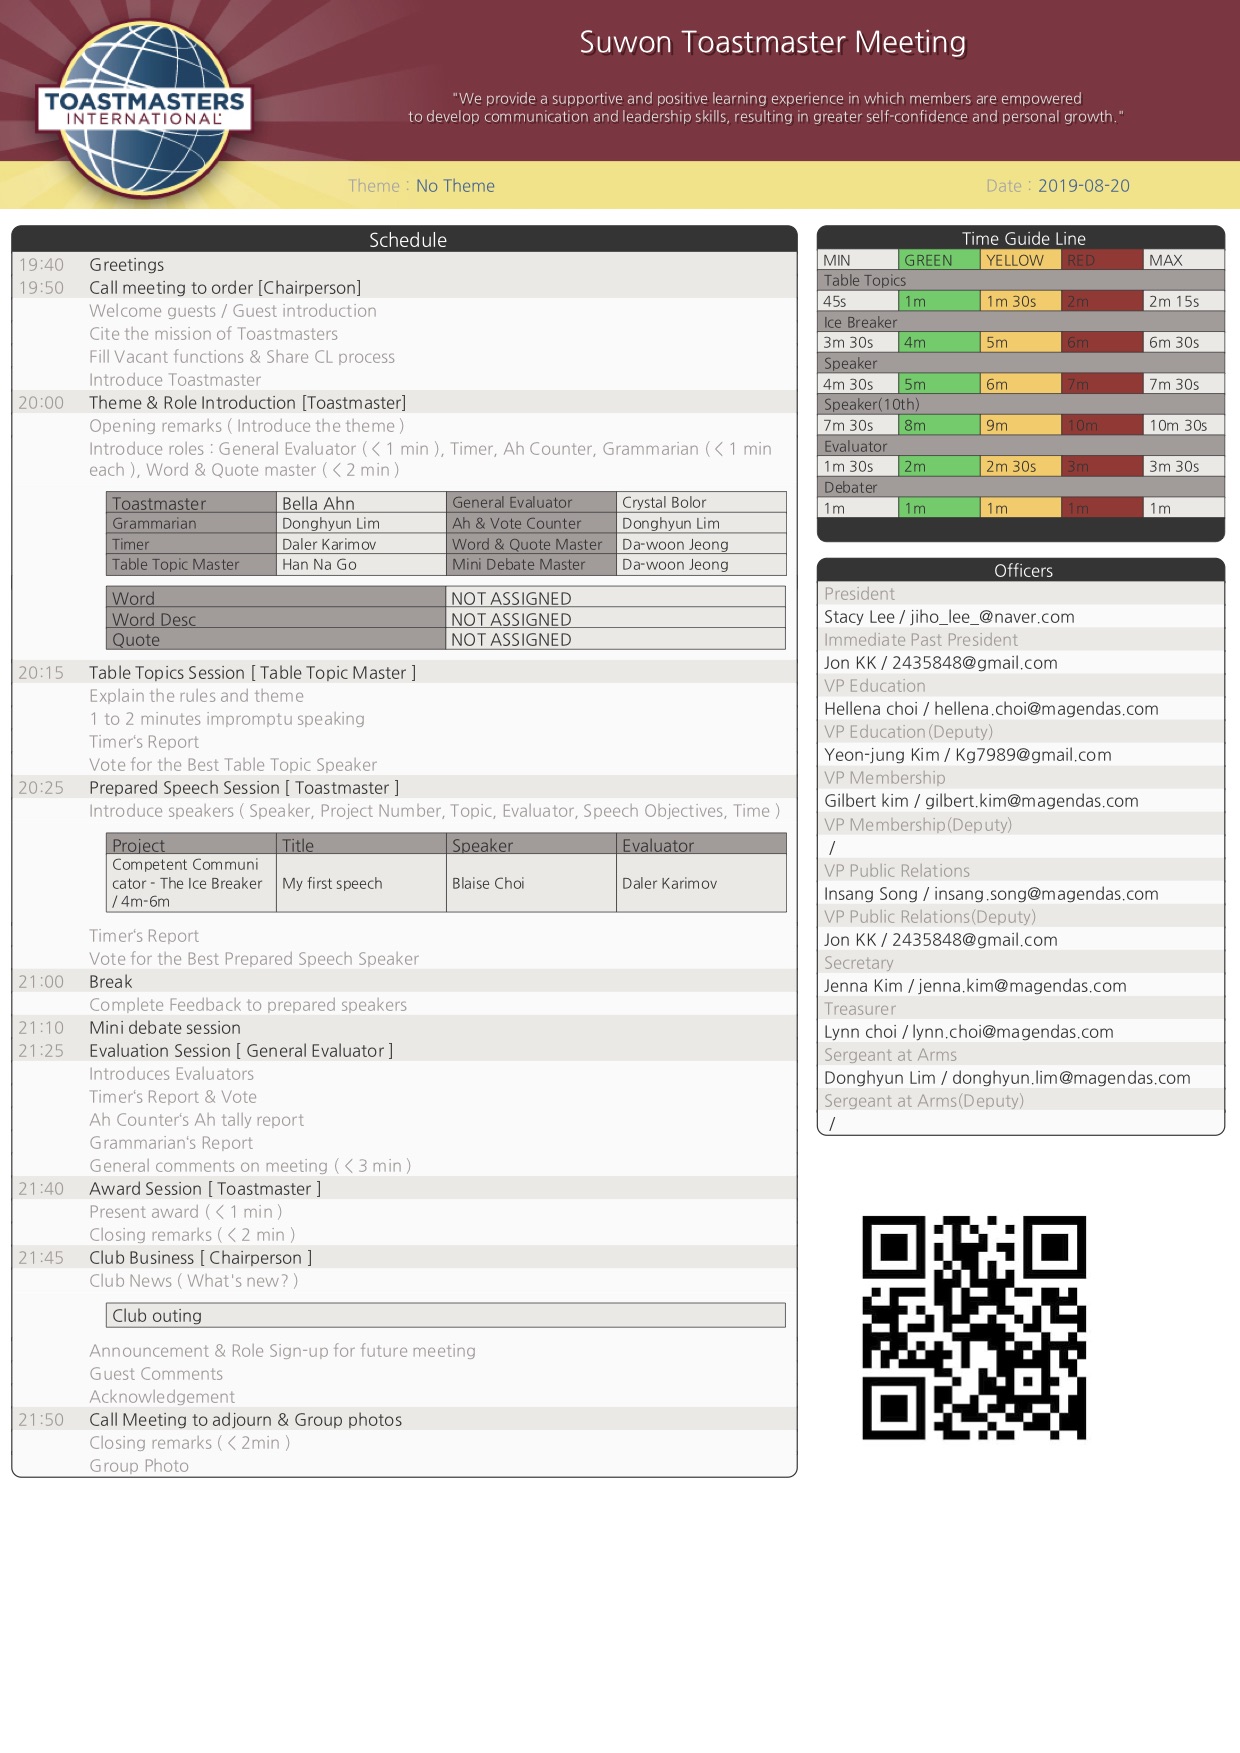 Suwon Toastmaster Meeting
"We provide a supportive and positive learning experience in which members are empowered
to develop communication and leadership skills, resulting in greater self-confidence and personal growth."
TOASTMASTERS
INTERNATIONAL
Theme : No Theme
Date : 2019-08-20
Schedule
19:40 Greetings
19:50 Call meeting to order [Chairperson]
Welcome guests / Guest introduction
Cite the mission of Toastmasters
Fill Vacant functions & Share CL process
Introduce Toastmaster
20:00 Theme & Role Introduction [Toastmaster]
Opening remarks ( Introduce the theme )
Introduce roles : General Evaluator ( < 1 min ), Timer, Ah Counter, Grammarian ( < 1 min
each ), Word & Quote master ( < 2 min )
Toastmaster Bella Ahn General Evaluator Crystal Bolor
Grammarian Donghyun Lim Ah & Vote Counter Donghyun Lim
Timer Daler Karimov Word & Quote Master Da-woon Jeong
Table Topic Master Han Na Go Mini Debate Master Da-woon Jeong
Word NOT ASSIGNED
Word Desc NOT ASSIGNED
Quote NOT ASSIGNED
20:15 Table Topics Session [ Table Topic Master ]
Explain the rules and theme
1 to 2 minutes impromptu speaking
Timer's Report
Vote for the Best Table Topic Speaker
20:25 Prepared Speech Session [ Toastmaster ]
Introduce speakers ( Speaker, Project Number, Topic, Evaluator, Speech Objectives, Time )
Project Title Speaker Evaluator
Competent Communi
cator - The Ice Breaker My first speech Blaise Choi Daler Karimov
/ 4m-6m
Timer's Report
Vote for the Best Prepared Speech Speaker
21:00 Break
Complete Feedback to prepared speakers
21:10 Mini debate session
21:25 Evaluation Session [ General Evaluator ]
Introduces Evaluators
Timer's Report & Vote
Ah Counter's Ah tally report
Grammarian's Report
General comments on meeting ( < 3 min )
21:40 Award Session [ Toastmaster ]
Present award ( < 1 min )
Closing remarks ( < 2 min )
21:45 Club Business [ Chairperson ]
Club News ( What's new? )
Club outing
Announcement & Role Sign-up for future meeting
Guest Comments
Acknowledgement
21:50 Call Meeting to adjourn & Group photos
Closing remarks ( < 2min )
Group Photo
Time Guide Line
MIN GREEN YELLOW RED MAX
Table Topics
45s 1m 1m 30s 2m 2m 15s
Ice Breaker
3m 30s 4m 5m 6m 6m 30s
Speaker
4m 30s 5m 6m 7m 7m 30s
Speaker(10th)
7m 30s 8m 9m 10m 10m 30s
Evaluator
1m 30s 2m 2m 30s 3m 3m 30s
Debater
1m 1m 1m 1m 1m
Officers
President
Stacy Lee / jiho_lee_@naver.com
Immediate Past President
Jon KK / 2435848@gmail.com
VP Education
Hellena choi / hellena.choi@magendas.com
VP Education(Deputy)
Yeon-jung Kim / Kg7989@gmail.com
VP Membership
Gilbert kim / gilbert.kim@magendas.com
VP Membership(Deputy)
/
VP Public Relations
Insang Song / insang.song@magendas.com
VP Public Relations(Deputy)
Jon KK / 2435848@gmail.com
Secretary
Jenna Kim / jenna.kim@magendas.com
Treasurer
Lynn choi / lynn.choi@magendas.com
Sergeant at Arms
Donghyun Lim / donghyun.lim@magendas.com
Sergeant at Arms(Deputy)
/